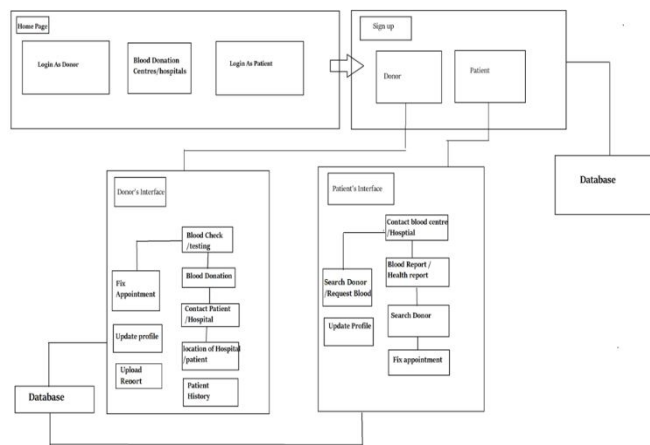 Home Page
Login As Donor
Blood Donation
Centres/hospitals
Login As Patient
Sign up
Donor
Patient
Database
Donor's Interface
Blood Check
/testing
Fix
Appointment
Blood Donation
Contact Patient
/Hospital
Update profile
location of Hospital
/patient
Upload
Report
Patient
History
Database
Patient's Interface
Contact blood centre
/Hosptial
Search Donor
/Request Blood
Blood Report /
Health report
Update Profile
Search Donor
Fix appointment